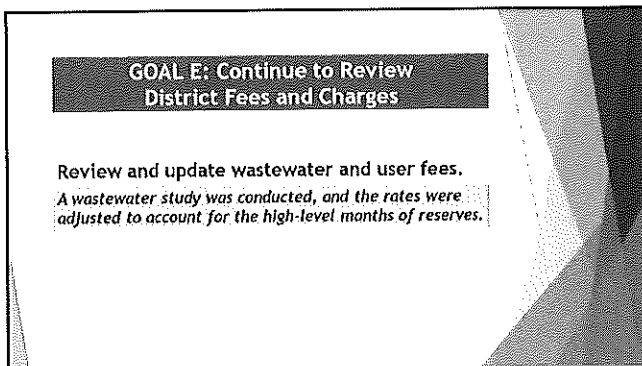 GOAL E: Continue to Review
District Fees and Charges
Review and update wastewater and user fees.
A wastewater study was conducted, and the rates were
adjusted to account for the high-level months of reserves.